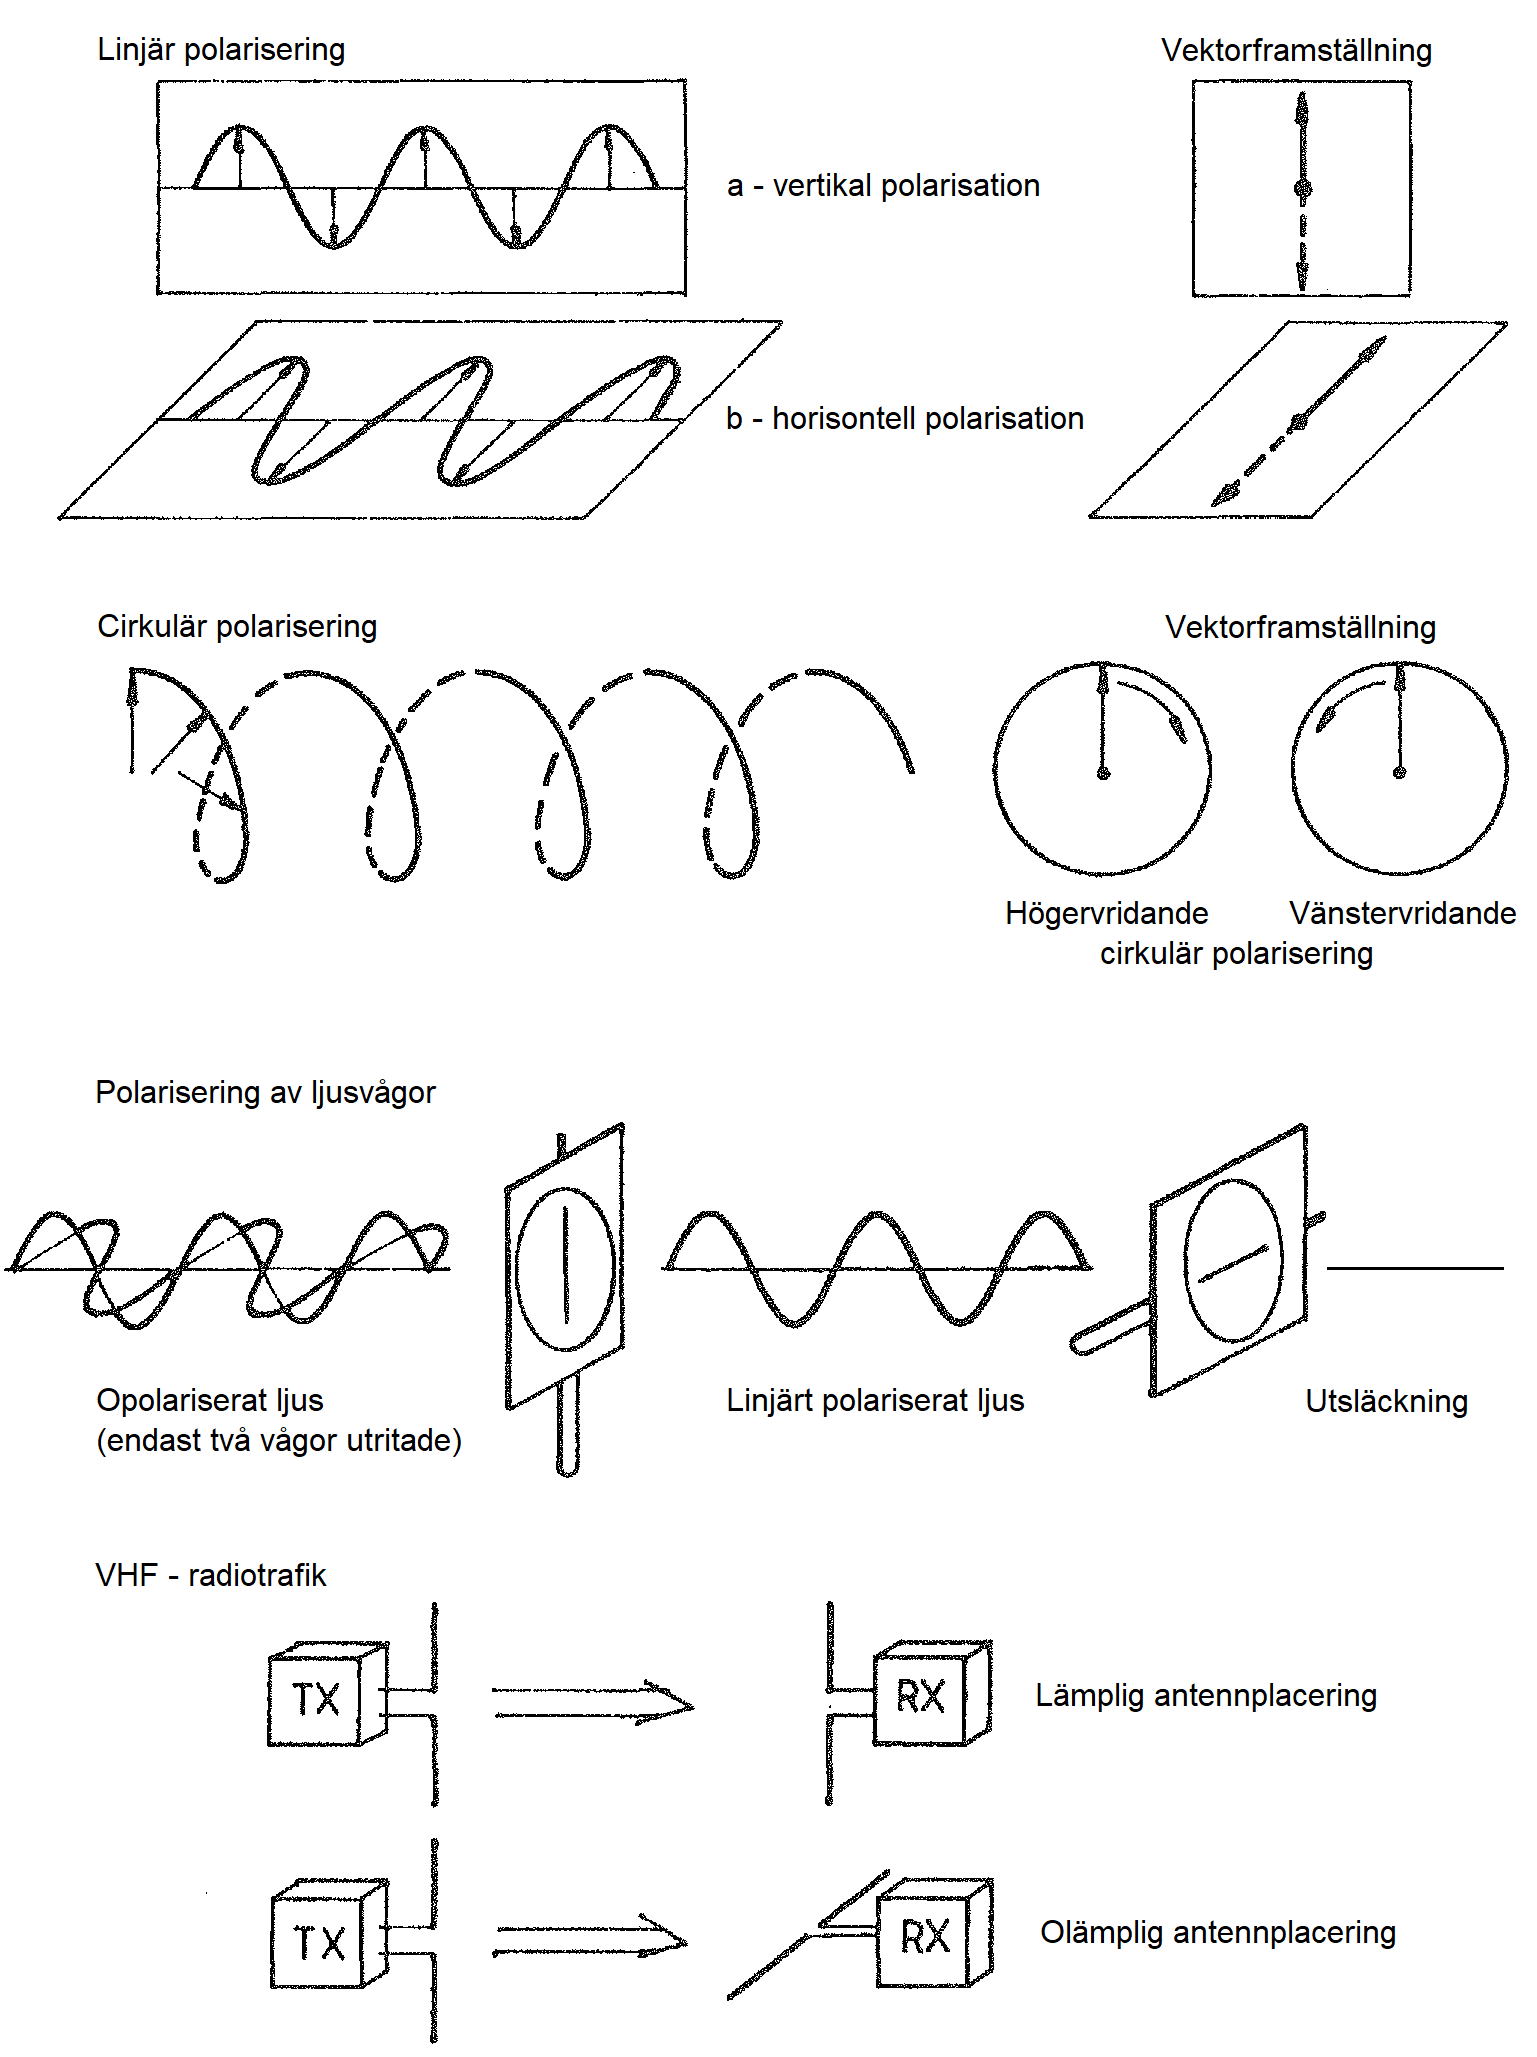 Linjär polarisering
Vektorframställning
a - vertikal polarisation
b - horisontell polarisation
Cirkulär polarisering
Vektorframställning
Högervridande
Vänstervridande
cirkulär polarisering
Polarisering av ljusvågor
Opolariserat ljus
(endast två vågor utritade)
Linjärt polariserat ljus
Utsläckning
VHF - radiotrafik
TX
RX
Lämplig antennplacering
TX
RX
Olämplig antennplacering